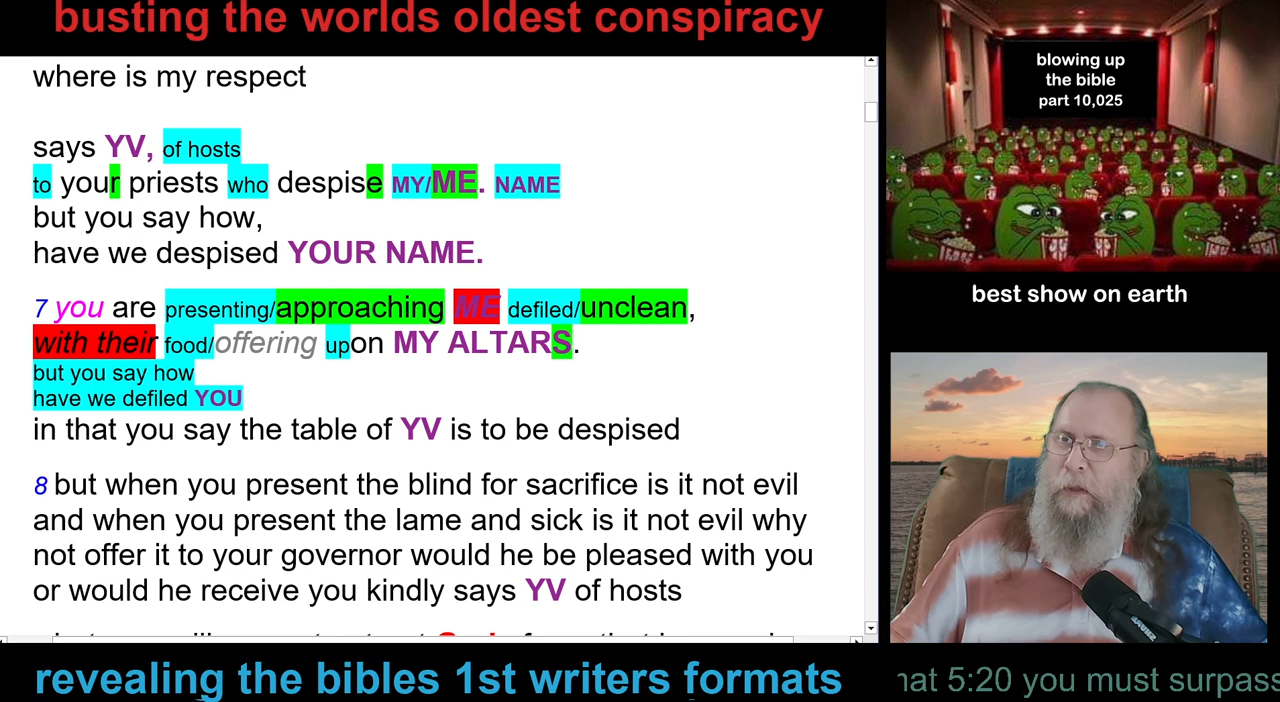 busting the worlds oldest conspiracy
where is my respect
says YV, of hosts
to your priests who despise MY/ME. NAME
but you say how,
have we despised YOUR NAME.
7 you are presenting/approaching ME defiled/unclean,
with their food/offering upon MY ALTARS.
but you say how
have we defiled YOU
in that you say the table of YV is to be despised
8 but when you present the blind for sacrifice is it not evil
and when you present the lame and sick is it not evil why
not offer it to your governor would he be pleased with you
or would he receive you kindly says YV of hosts
revealing the bibles 1st writers formats
blowing up
the bible
part 10,025
best show on earth
5:20 you must surpass